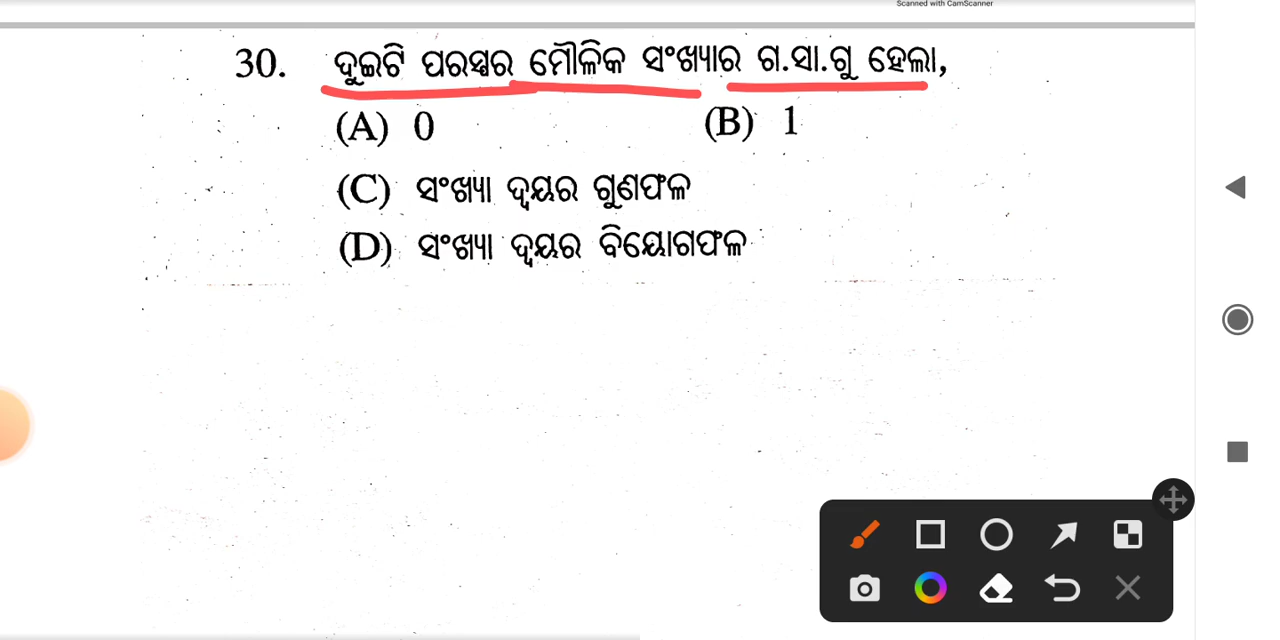 Scanned with CamScanner
30. ଦୁଇଟି ପରସ୍ପର ମୌଳିକ ସଂଖ୍ୟାର ଗ.ସା.ଗୁ ହେଲା,
(A) 0 (B) 1
(C) ସଂଖ୍ୟା ଦ୍ୱୟର ଗୁଣଫଳ
(D) ସଂଖ୍ୟା ଦ୍ୱୟର ବିୟୋଗଫଳ